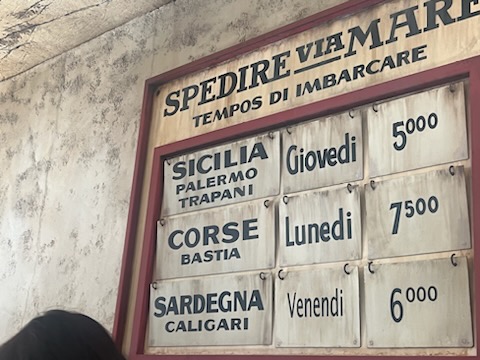 SPEDIRE VIA MARE
TEMPOS DI IMBARCARE
SICILIA
PALERMO
TRAPANI
Giovedi
5000
CORSE
BASTIA
Lunedi
7500
SARDEGNA
CALIGARI
Venendi
6000